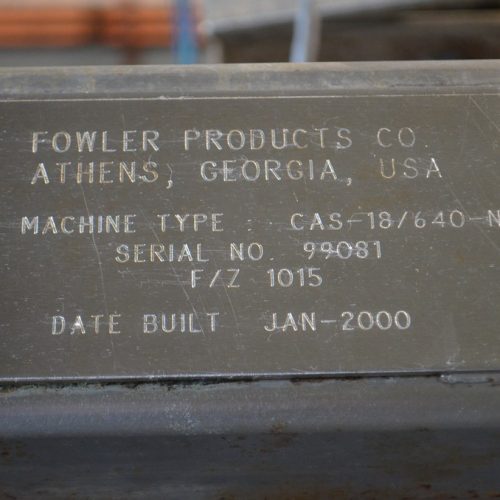 FOWLER PRODUCTS CO.
ATHENS, GEORGIA, USA
MACHINE TYPE : CAS-18/640-N
SERIAL NO. 99081
F/Z 1015
DATE BUILT JAN-2000